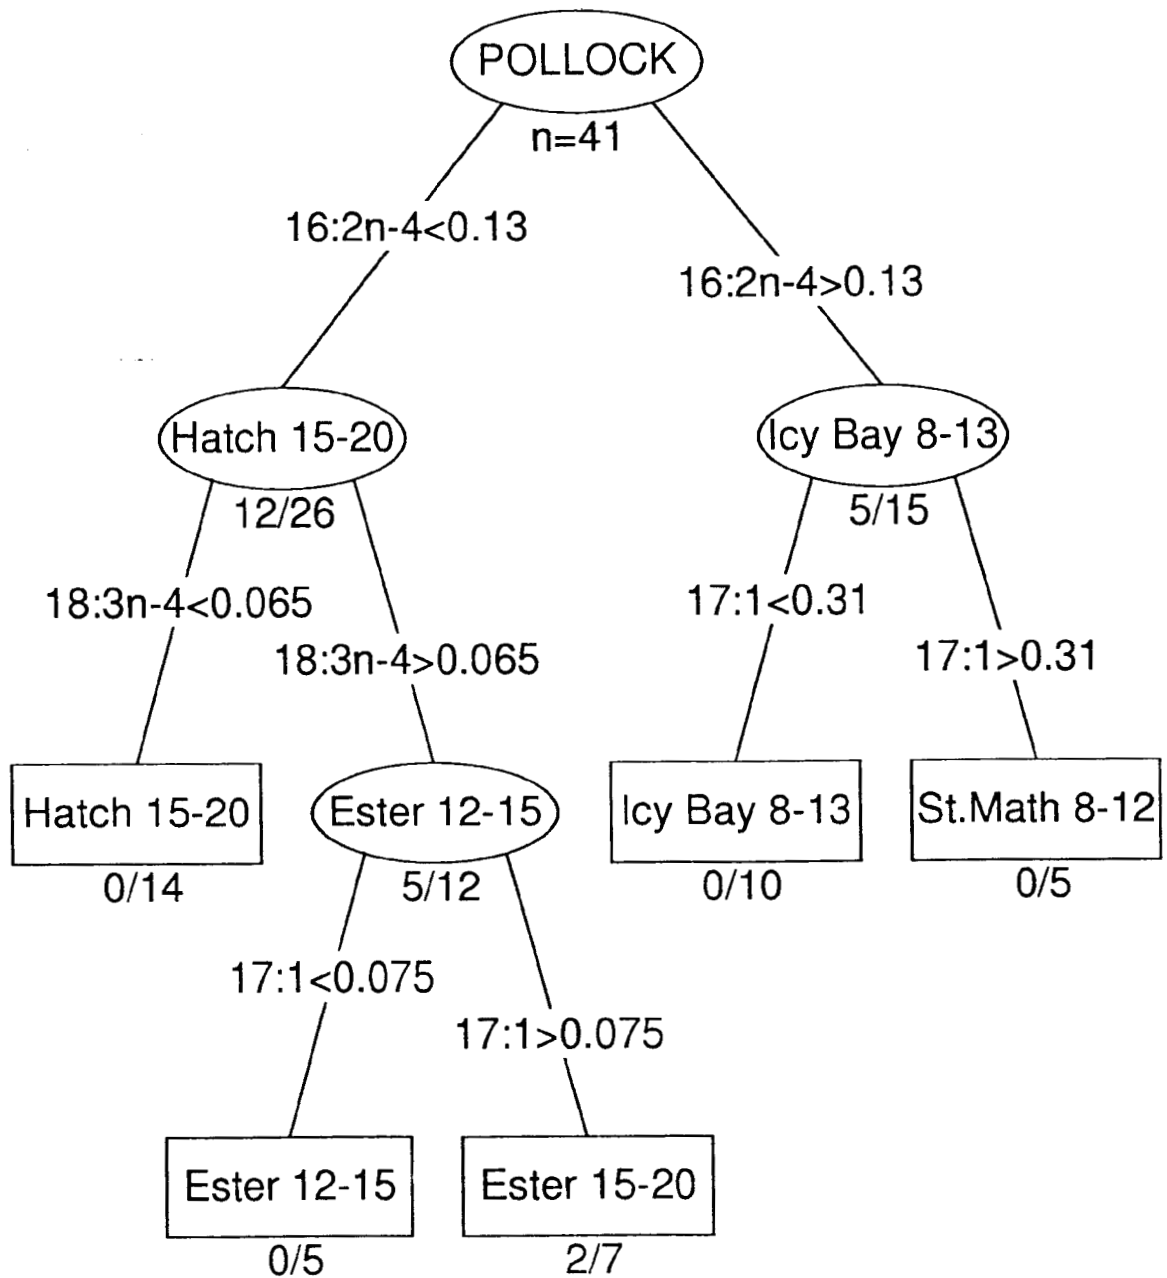 POLLOCK
n=41
16:2n-4<0.13
16:2n-4>0.13
Hatch 15-20
12/26
Icy Bay 8-13
5/15
18:3n-4<0.065
18:3n-4>0.065
17:1<0.31
17:1>0.31
Hatch 15-20
0/14
Ester 12-15
5/12
Icy Bay 8-13
0/10
St.Math 8-12
0/5
17:1<0.075
17:1>0.075
Ester 12-15
0/5
Ester 15-20
2/7